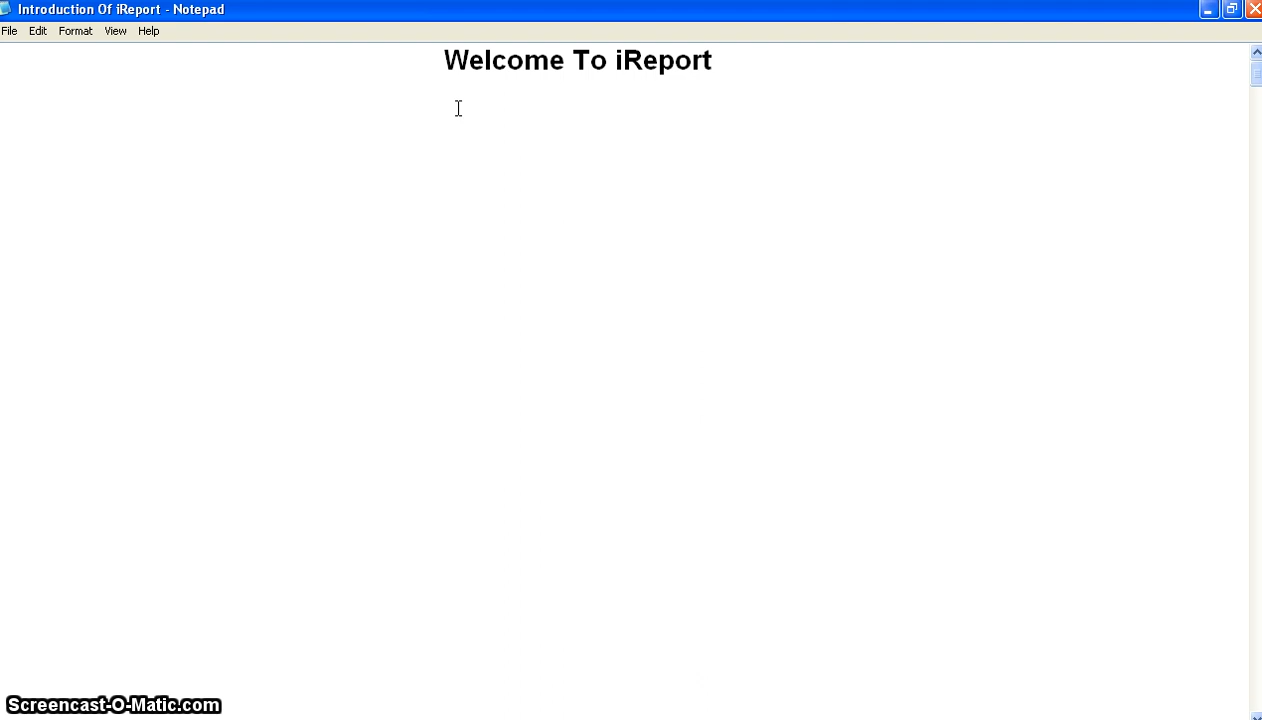 Introduction Of iReport - Notepad
File Edit Format View Help
Welcome To iReport
Screencast-O-Matic.com